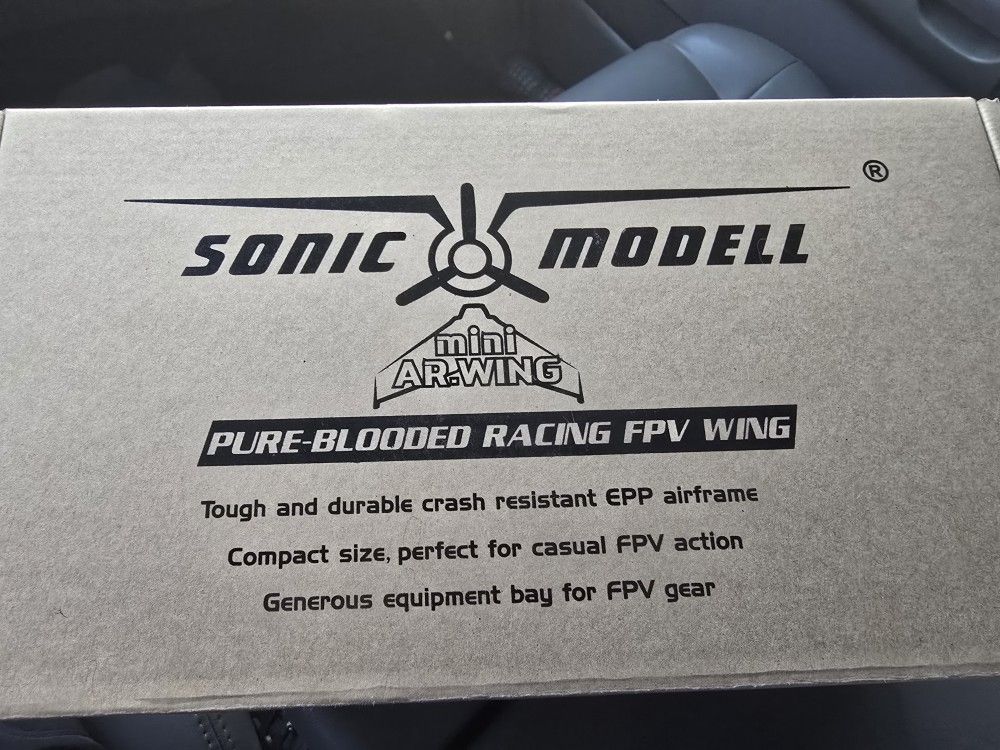 ®
SONIC MODELL
mini
AR.WING
PURE-BLOODED RACING FPV WING
Tough and durable crash resistant EPP airframe
Compact size, perfect for casual FPV action
Generous equipment bay for FPV gear